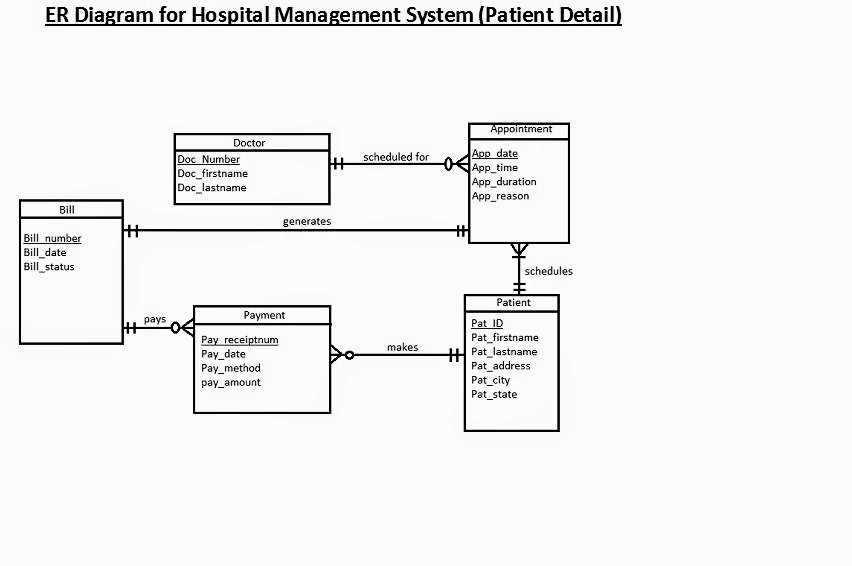 ER Diagram for Hospital Management System (Patient Detail)
Doctor
Doc_Number
Doc_firstname
Doc_lastname
scheduled for
Appointment
App_date
App_time
App_duration
App_reason
Bill
Bill_number
Bill_date
Bill_status
generates
schedules
pays
Payment
Pay_receiptnum
Pay_date
Pay_method
pay_amount
makes
Patient
Pat_ID
Pat_firstname
Pat_lastname
Pat_address
Pat_city
Pat_state